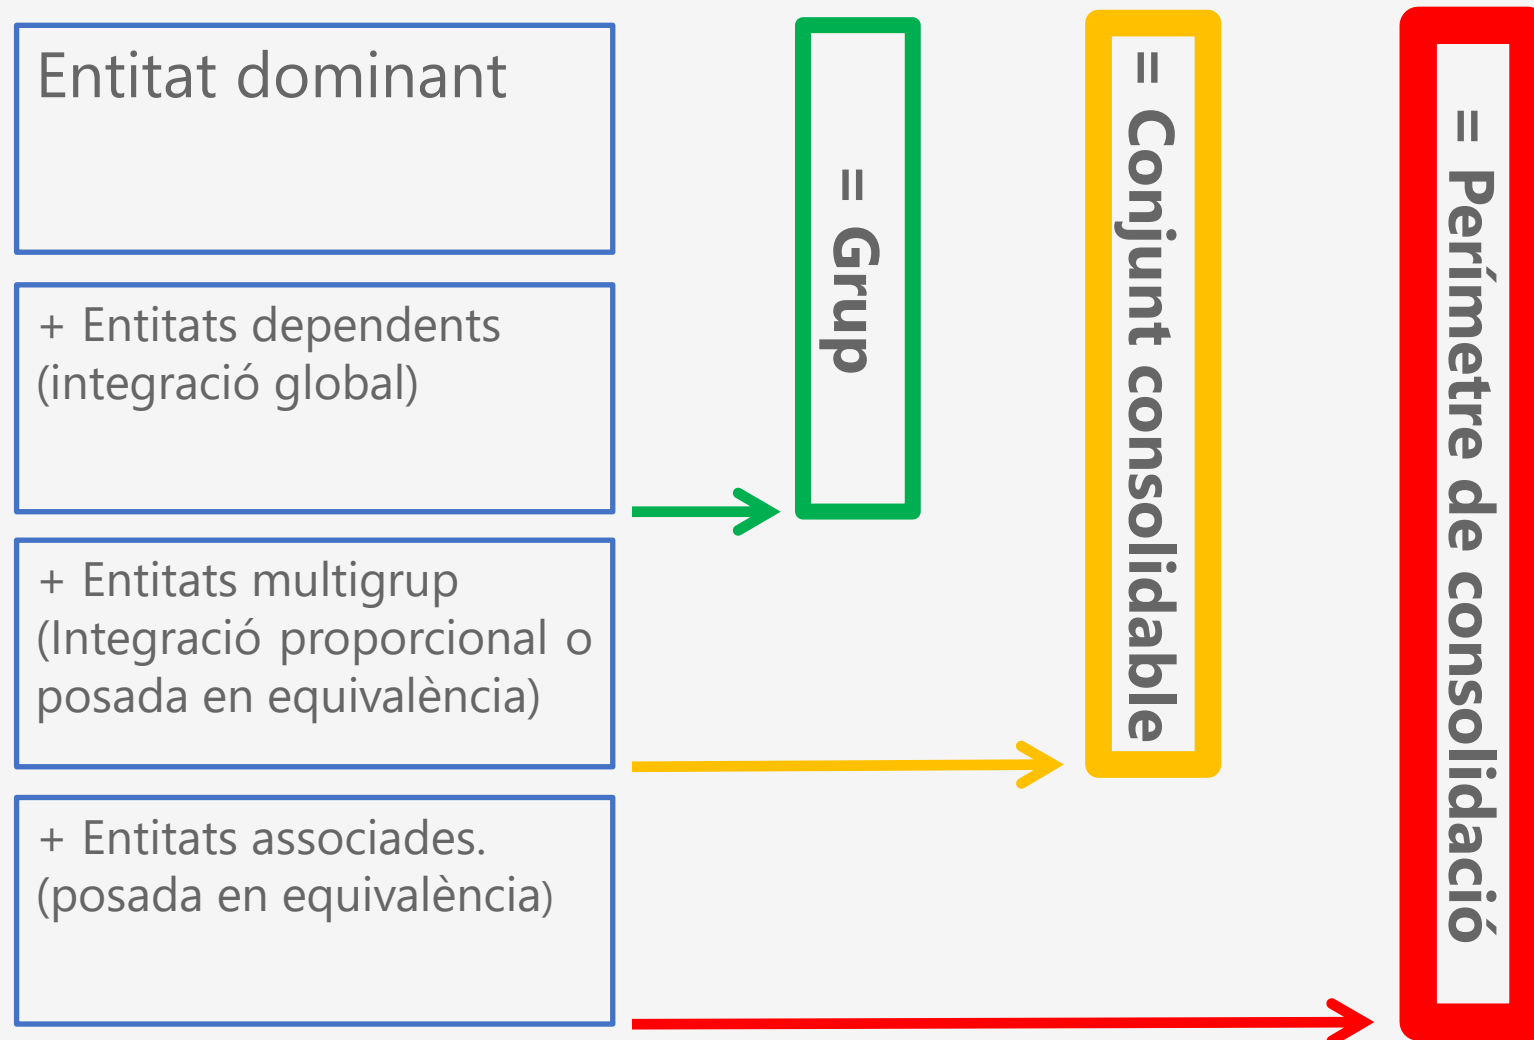 Entitat dominant
+ Entitats dependents
(integració global)
+ Entitats multigrup
(Integració proporcional o
posada en equivalència)
+ Entitats associades.
(posada en equivalència)
= Grup
= Conjunt consolidable
= Perímetre de consolidació